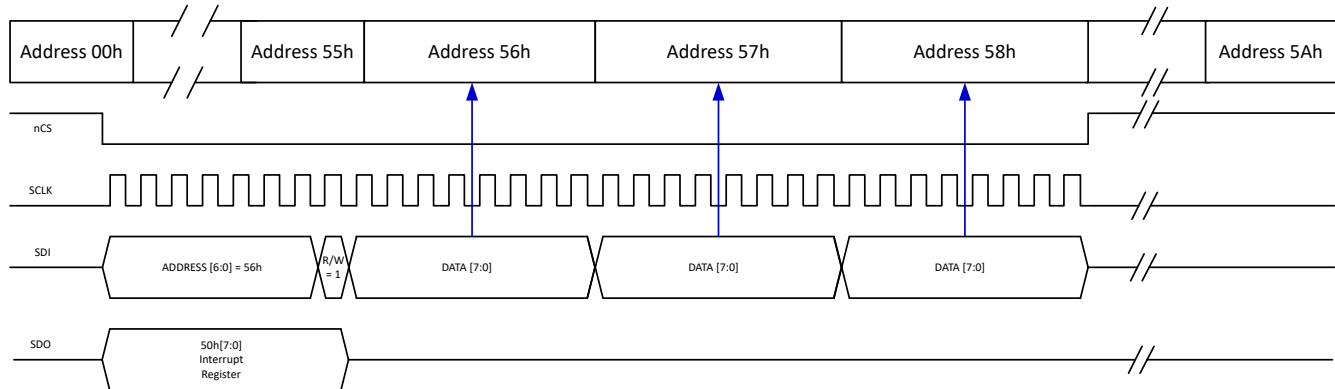 Address 00h
Address 55h
Address 56h
Address 57h
Address 58h
Address 5Ah
nCS
SCLK
SDI
ADDRESS [6:0] = 56h
R/W
= 1
DATA [7:0]
DATA [7:0]
DATA [7:0]
SDO
50h[7:0]
Interrupt
Register